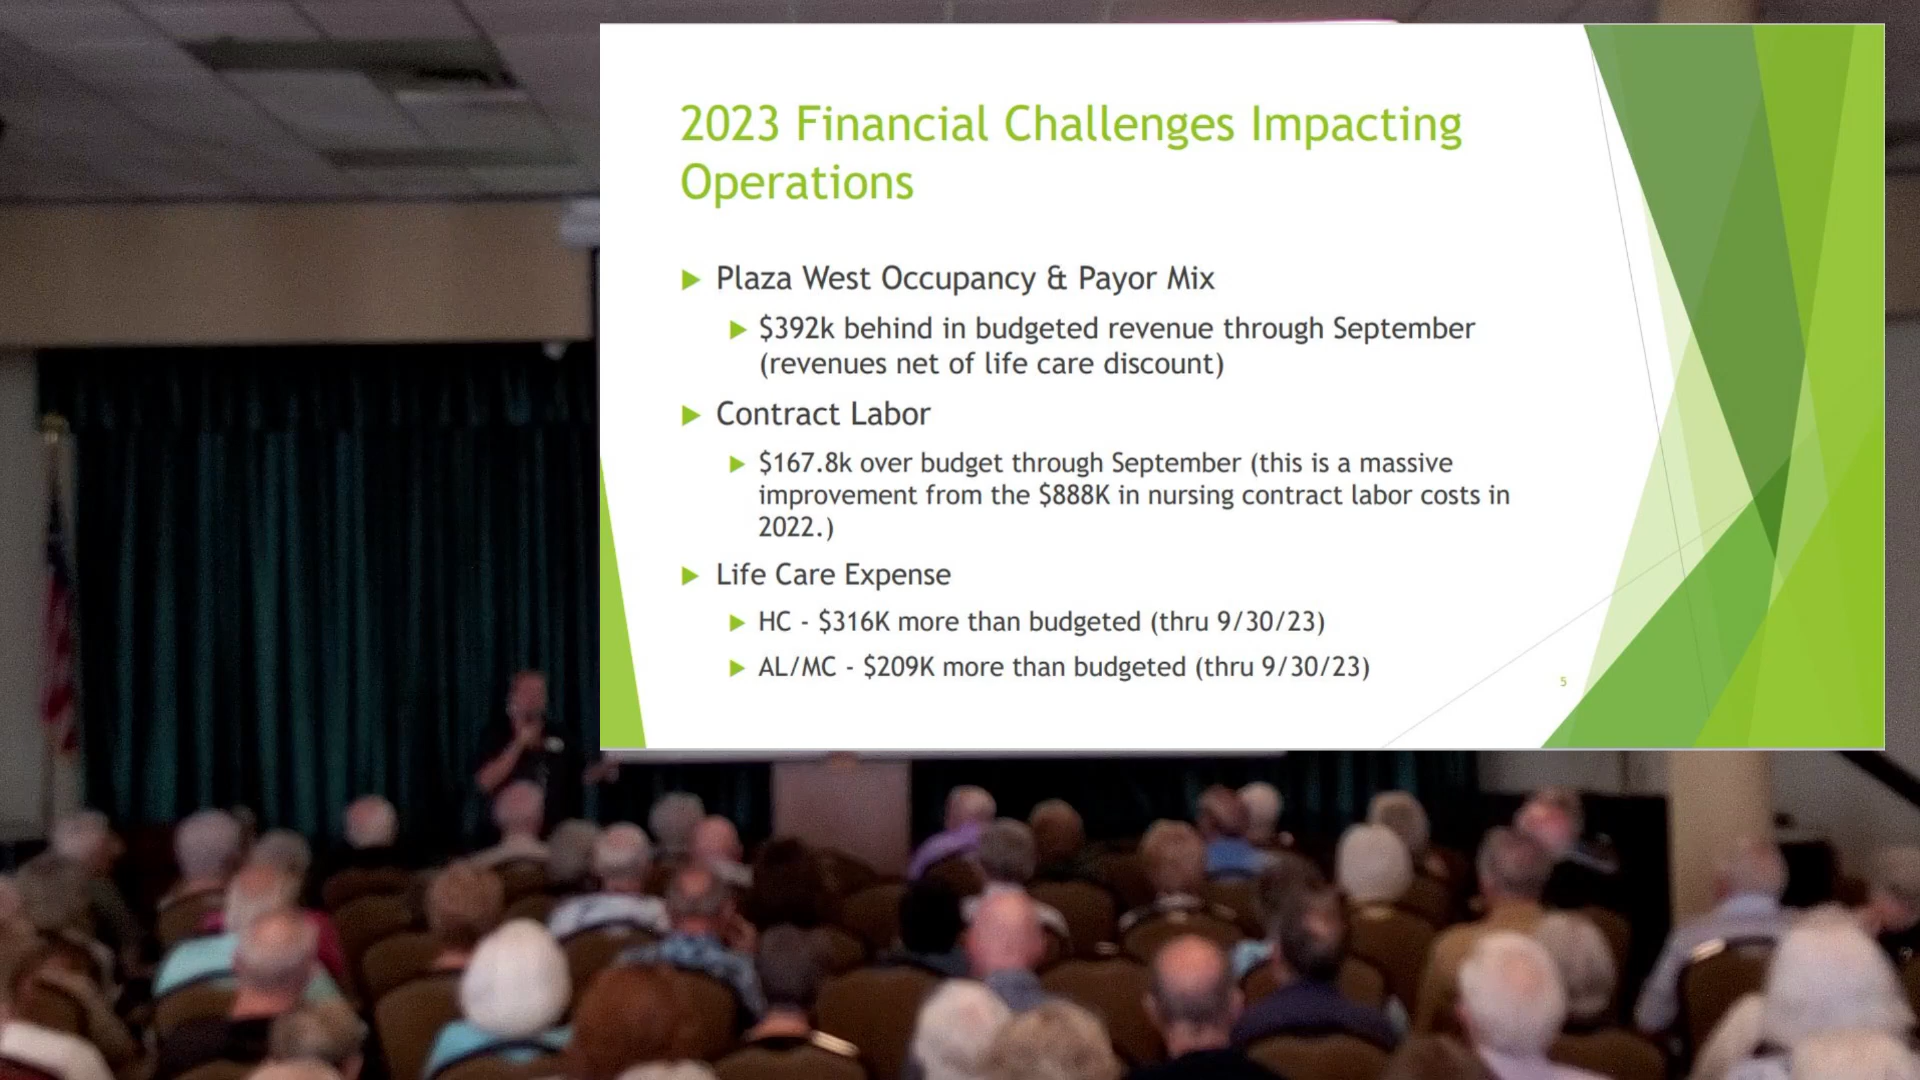 2023 Financial Challenges Impacting
Operations
Plaza West Occupancy & Payor Mix
$392k behind in budgeted revenue through September
(revenues net of life care discount)
Contract Labor
$167.8k over budget through September (this is a massive
improvement from the $888K in nursing contract labor costs in
2022.)
Life Care Expense
HC - $316K more than budgeted (thru 9/30/23)
AL/MC - $209K more than budgeted (thru 9/30/23)
5